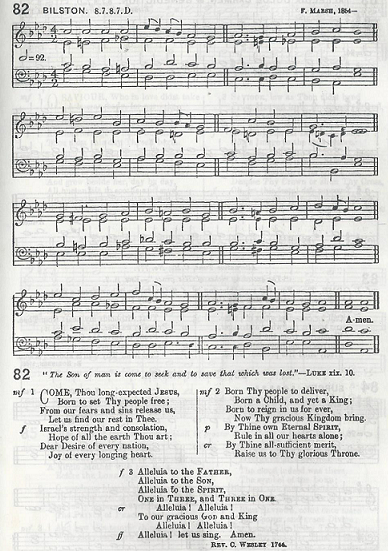 82 BILSTON. 8.7.8.7.D. F. MARSH, 1884—
𝅗𝅥 = 92.
A-men.
82 "The Son of man is come to seek and to save that which was lost."—LUKE xix. 10.
mf 1 COME, Thou long-expected JESUS,
Born to set Thy people free;
From our fears and sins release us,
Let us find our rest in Thee.
f Israel's strength and consolation,
Hope of all the earth Thou art;
Dear Desire of every nation,
Joy of every longing heart.
mf 2 Born Thy people to deliver,
Born a Child, and yet a King;
Born to reign in us for ever,
Now Thy gracious Kingdom bring.
p By Thine own Eternal SPIRIT,
Rule in all our hearts alone;
cr By Thine all-sufficient merit,
Raise us to Thy glorious Throne.
f 3 Alleluia to the FATHER,
Alleluia to the SON,
Alleluia to the SPIRIT,
ONE IN THREE, AND THREE IN ONE.
cr Alleluia! Alleluia!
To our gracious GOD and King
Alleluia! Alleluia!
ff Alleluia! let us sing. Amen.
REV. C. WESLEY 1744.